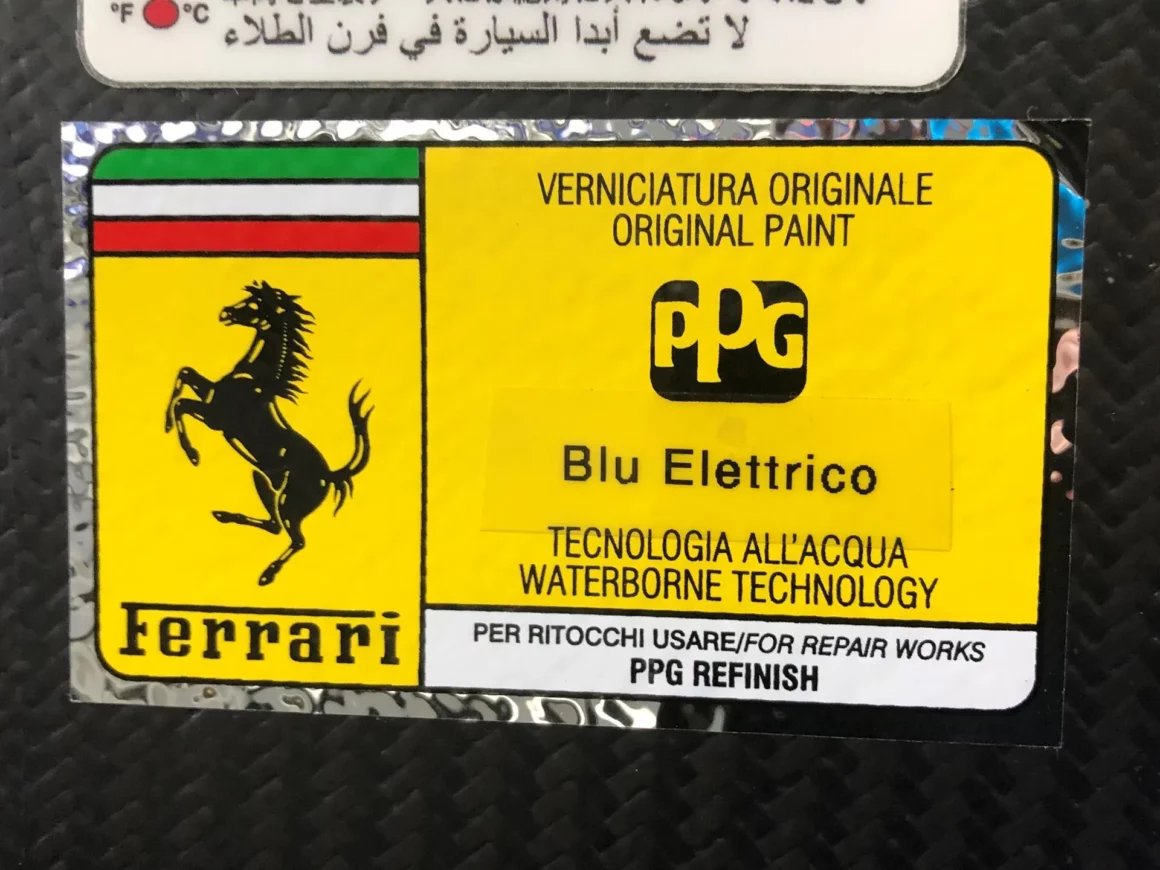 °F °C
لا تضع أبدا السيارة في فرن الطلاء
VERNICIATURA ORIGINALE
ORIGINAL PAINT
PPG
Blu Elettrico
TECNOLOGIA ALL'ACQUA
WATERBORNE TECHNOLOGY
Ferrari
PER RITOCCHI USARE/FOR REPAIR WORKS
PPG REFINISH